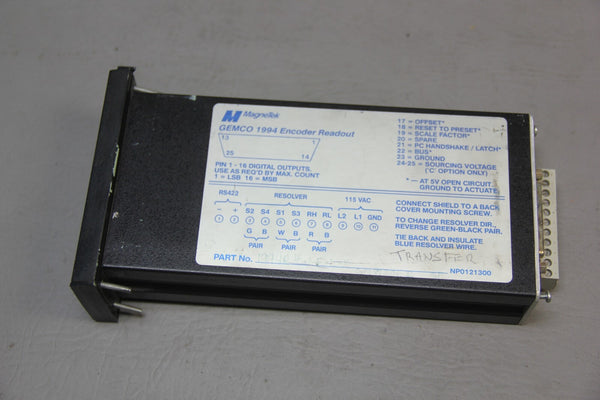 MagneTek
GEMCO 1994 Encoder Readout
13 1
25 14
PIN 1 - 16 DIGITAL OUTPUTS.
USE AS REQ'D BY MAX. COUNT
1 = LSB 16 = MSB
17 = OFFSET*
18 = RESET TO PRESET*
19 = SCALE FACTOR*
20 = SPARE
21 = PC HANDSHAKE / LATCH*
22 = BUS*
23 = GROUND
24-25 = SOURCING VOLTAGE
('C' OPTION ONLY)
* — AT 5V OPEN CIRCUIT,
GROUND TO ACTUATE
RS422 RESOLVER 115 VAC
- + S2 S4 S1 S3 RH RL L2 L1 GND
1 2 3 4 5 6 7 8 9 10 11
G B W B R B
PAIR PAIR PAIR
CONNECT SHIELD TO A BACK
COVER MOUNTING SCREW.
TO CHANGE RESOLVER DIR.,
REVERSE GREEN-BLACK PAIR.
TIE BACK AND INSULATE
BLUE RESOLVER WIRE.
PART No.
TRANSFER
NP0121300